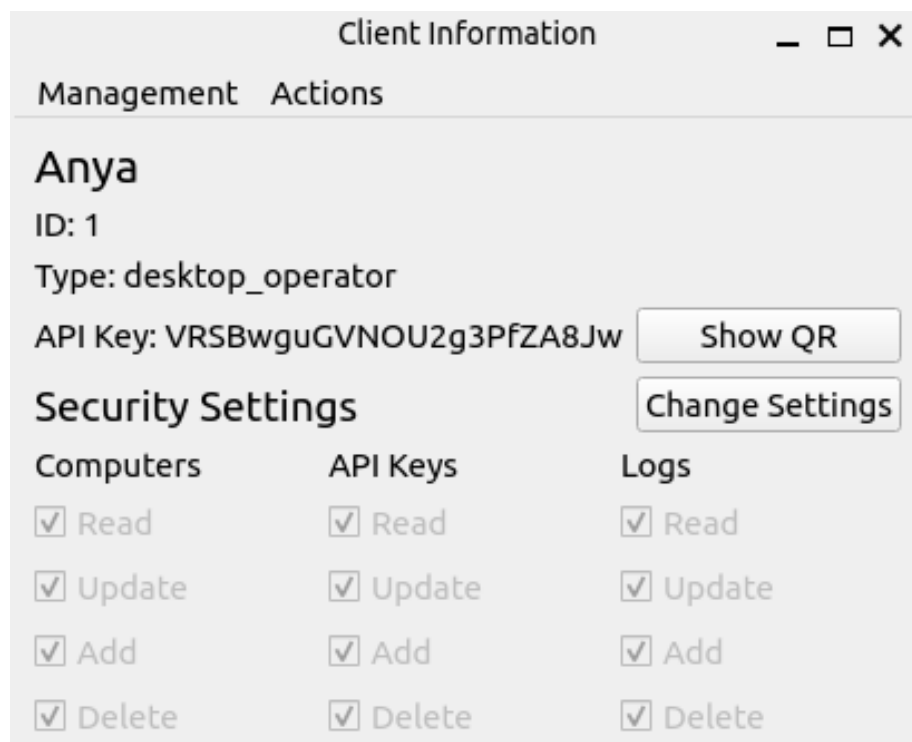 Client Information
Management Actions
Anya
ID: 1
Type: desktop_operator
API Key: VRSBwguGVNOU2g3PfZA8Jw Show QR
Security Settings Change Settings
Computers API Keys Logs
Read Read Read
Update Update Update
Add Add Add
Delete Delete Delete